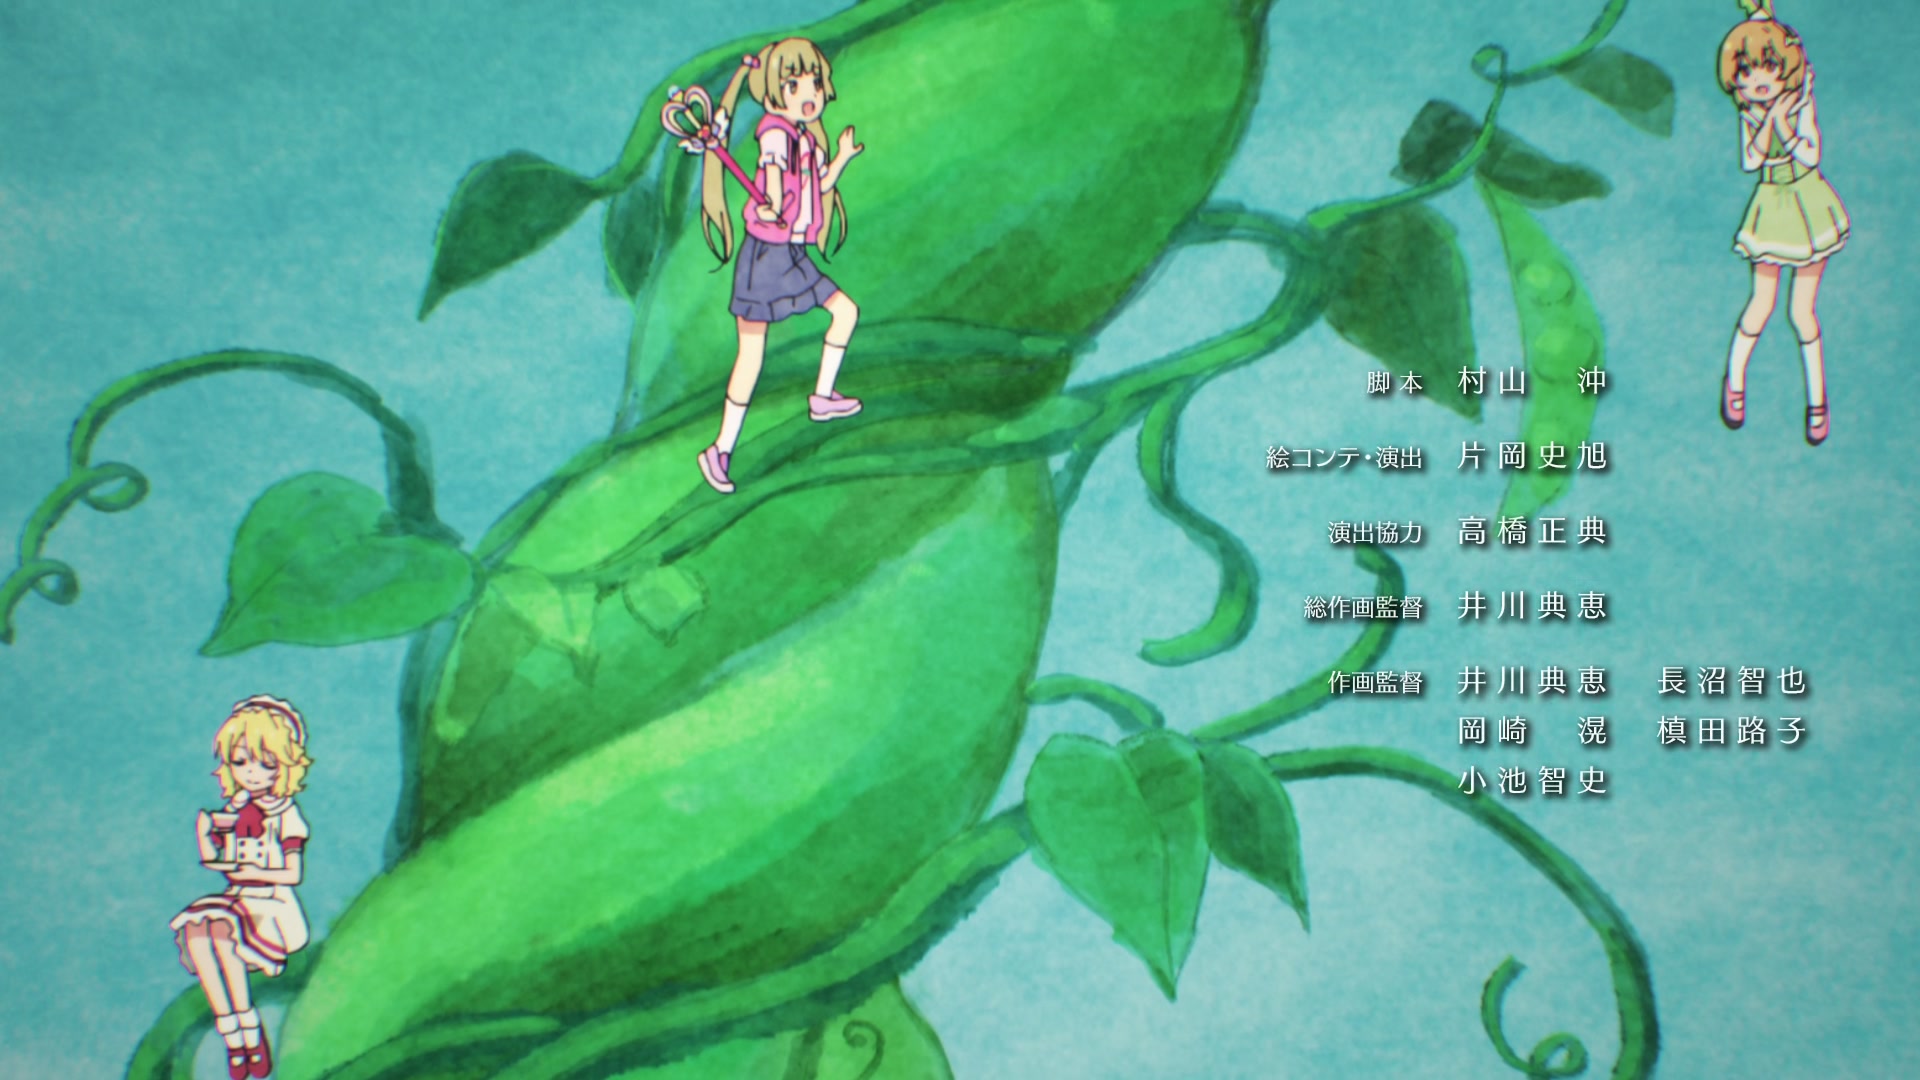 脚本 村山 沖
絵コンテ・演出 片岡史旭
演出協力 高橋正典
総作画監督 井川典恵
作画監督 井川典恵 長沼智也
岡崎 滉 槙田路子
小池智史